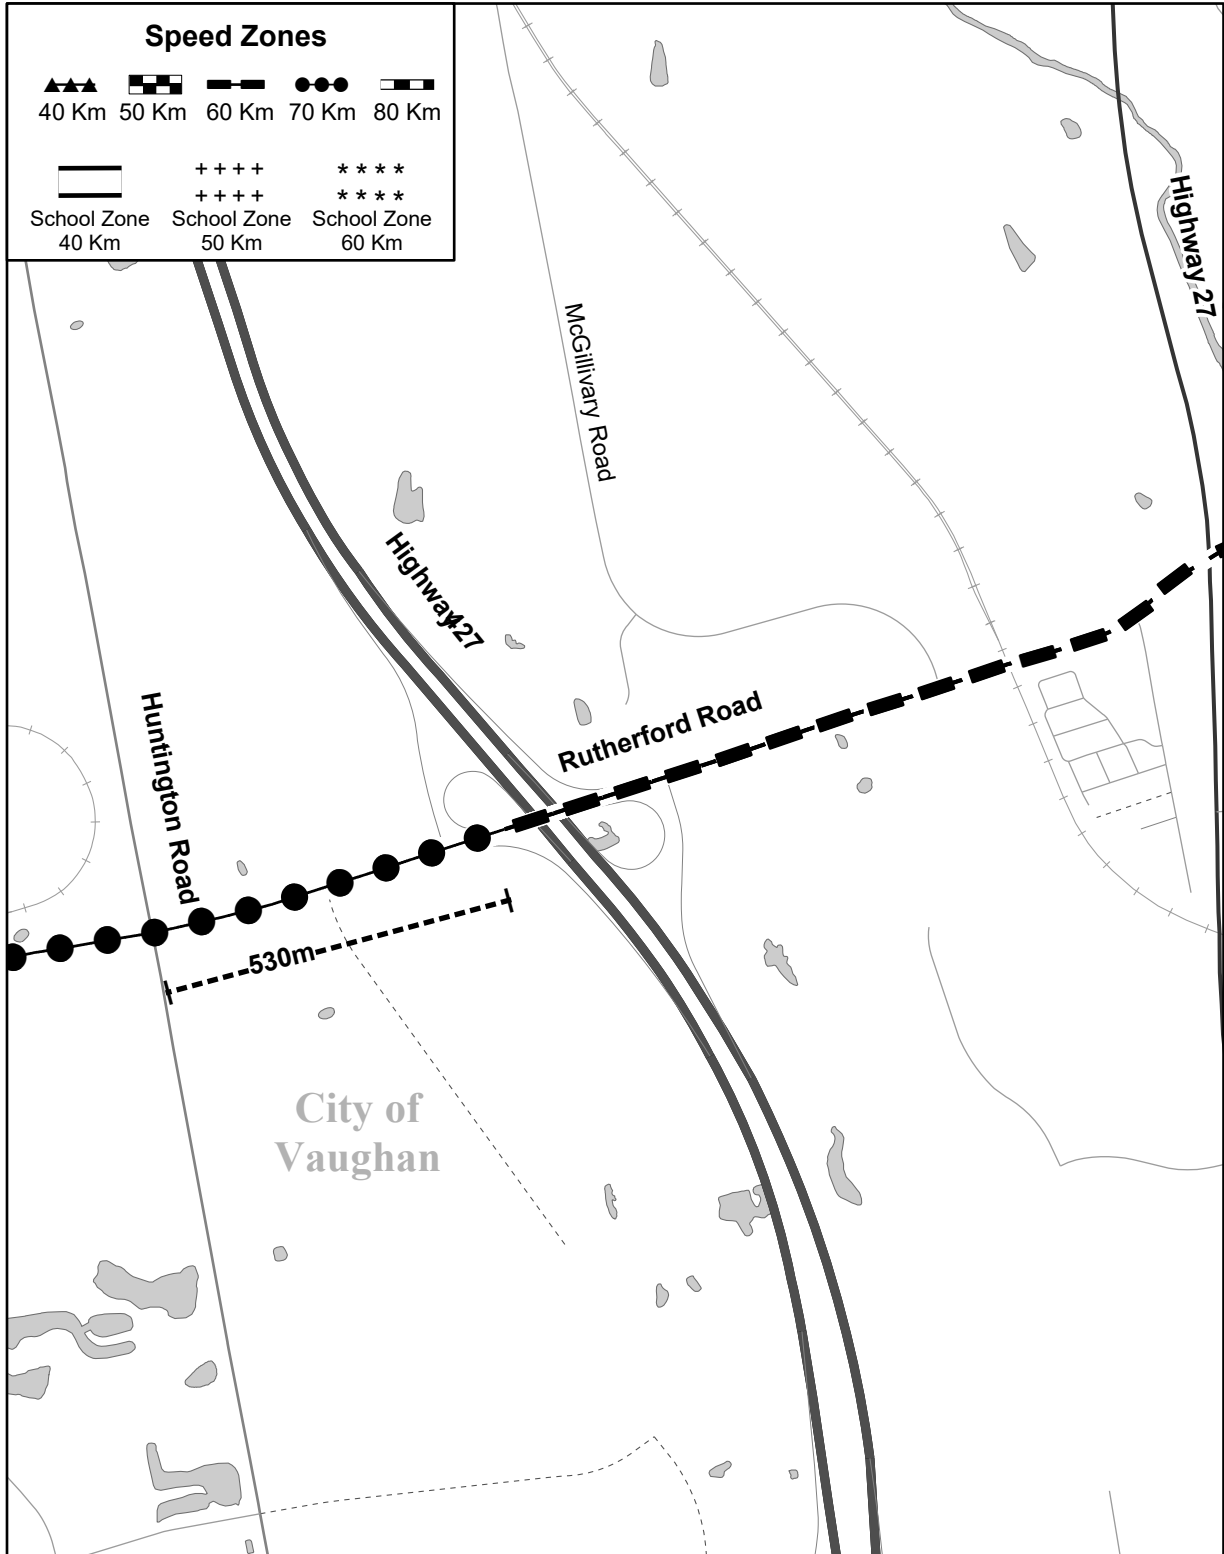 Speed Zones
40 Km 50 Km 60 Km 70 Km 80 Km
School Zone
40 Km
School Zone
50 Km
School Zone
60 Km
Highway 27
McGillivary Road
Highway 427
Huntington Road
Rutherford Road
530m
City of
Vaughan